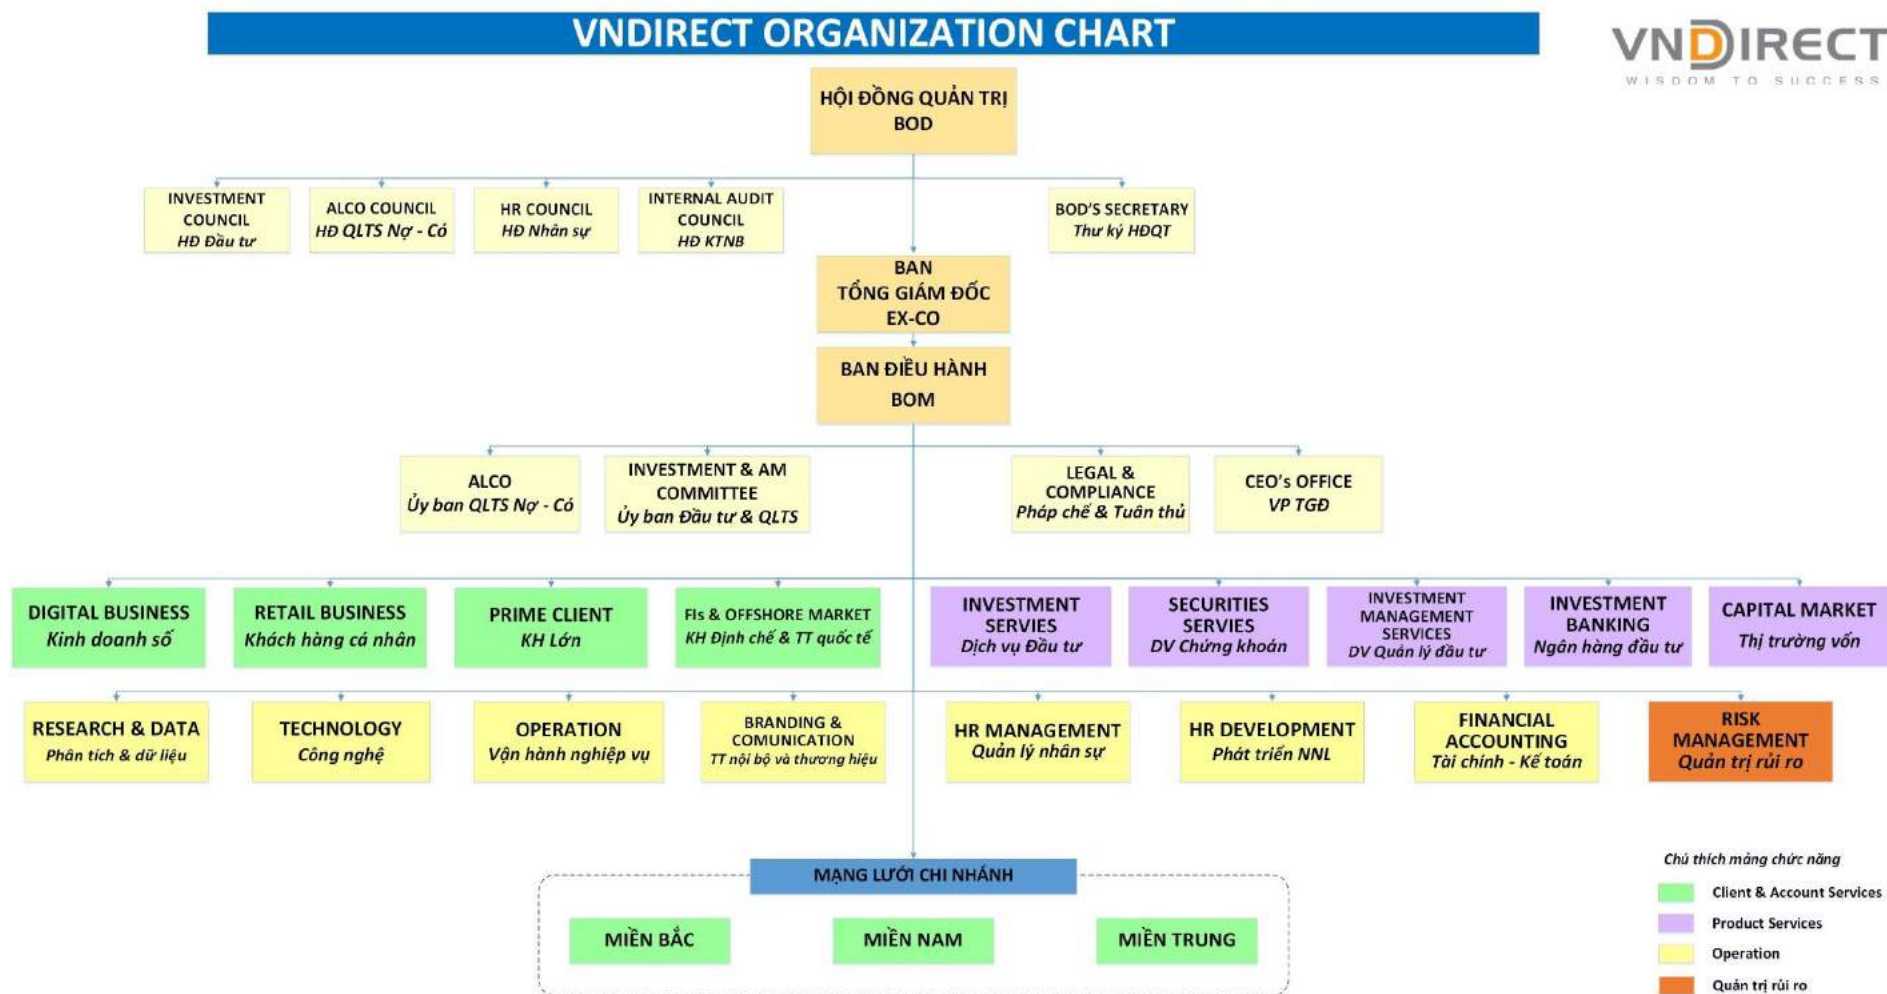 VNDIRECT ORGANIZATION CHART
VNDIRECT
WISDOM TO SUCCESS
HỘI ĐỒNG QUẢN TRỊ
BOD
INVESTMENT
COUNCIL
HĐ Đầu tư
ALCO COUNCIL
HĐ QLTS Nợ - Có
HR COUNCIL
HĐ Nhân sự
INTERNAL AUDIT
COUNCIL
HĐ KTNB
BOD'S SECRETARY
Thư ký HĐQT
BAN
TỔNG GIÁM ĐỐC
EX-CO
BAN ĐIỀU HÀNH
BOM
ALCO
Ủy ban QLTS Nợ - Có
INVESTMENT & AM
COMMITTEE
Ủy ban Đầu tư & QLTS
LEGAL &
COMPLIANCE
Pháp chế & Tuân thủ
CEO's OFFICE
VP TGĐ
DIGITAL BUSINESS
Kinh doanh số
RETAIL BUSINESS
Khách hàng cá nhân
PRIME CLIENT
KH Lớn
FIs & OFFSHORE MARKET
KH Định chế & TT quốc tế
INVESTMENT
SERVIES
Dịch vụ Đầu tư
SECURITIES
SERVIES
DV Chứng khoán
INVESTMENT
MANAGEMENT
SERVICES
DV Quản lý đầu tư
INVESTMENT
BANKING
Ngân hàng đầu tư
CAPITAL MARKET
Thị trường vốn
RESEARCH & DATA
Phân tích & dữ liệu
TECHNOLOGY
Công nghệ
OPERATION
Vận hành nghiệp vụ
BRANDING &
COMUNICATION
TT nội bộ và thương hiệu
HR MANAGEMENT
Quản lý nhân sự
HR DEVELOPMENT
Phát triển NNL
FINANCIAL
ACCOUNTING
Tài chính - Kế toán
RISK
MANAGEMENT
Quản trị rủi ro
MẠNG LƯỚI CHI NHÁNH
MIỀN BẮC
MIỀN NAM
MIỀN TRUNG
Chú thích mảng chức năng
Client & Account Services
Product Services
Operation
Quản trị rủi ro